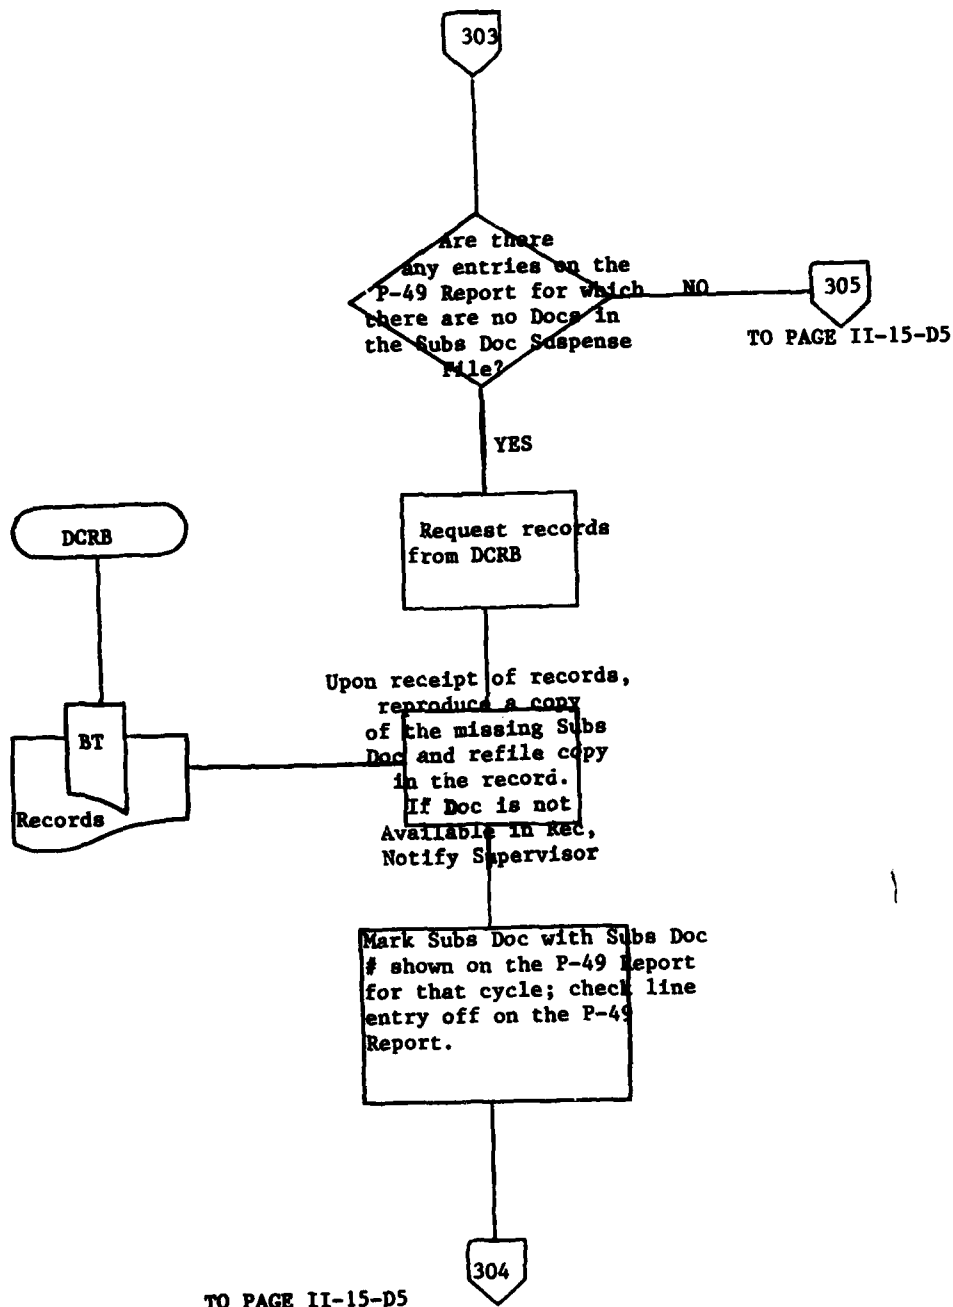 303
Are there
any entries on the
P-49 Report for which
there are no Docs in
the Subs Doc Suspense
File?
NO
305
TO PAGE II-15-D5
YES
Request records
from DCRB
DCRB
BT
Records
Upon receipt of records,
reproduce a copy
of the missing Subs
Doc and refile copy
in the record.
If Doc is not
Available in Rec,
Notify Supervisor
Mark Subs Doc with Subs Doc
# shown on the P-49 Report
for that cycle; check line
entry off on the P-49
Report.
304
TO PAGE II-15-D5